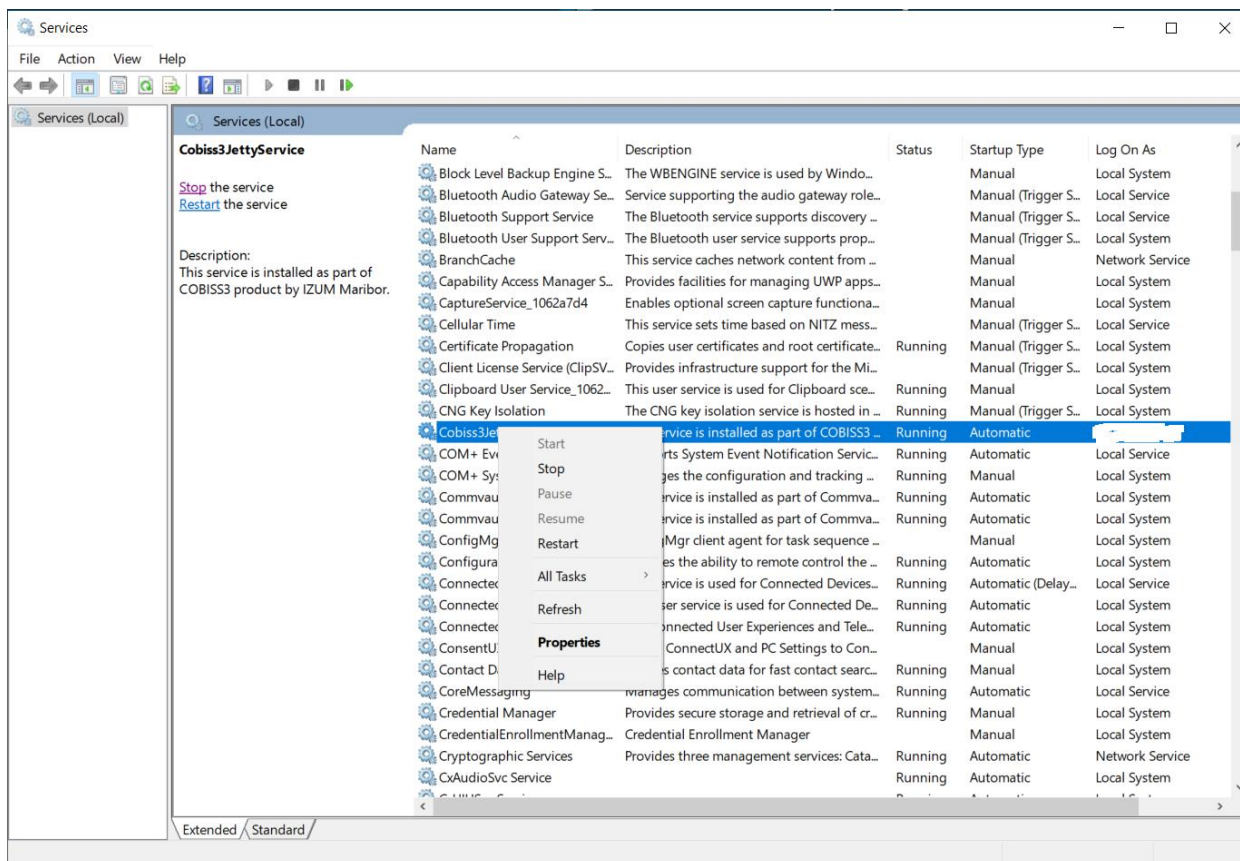 Services
File Action View Help
Services (Local)
Services (Local)
Cobiss3JettyService
Stop the service
Restart the service
Description:
This service is installed as part of
COBISS3 product by IZUM Maribor.
Name Description Status Startup Type Log On As
Block Level Backup Engine S... The WBENGINE service is used by Windo... Manual Local System
Bluetooth Audio Gateway Se... Service supporting the audio gateway role... Manual (Trigger S... Local Service
Bluetooth Support Service The Bluetooth service supports discovery ... Manual (Trigger S... Local Service
Bluetooth User Support Serv... The Bluetooth user service supports prop... Manual (Trigger S... Local System
BranchCache This service caches network content from ... Manual Network Service
Capability Access Manager S... Provides facilities for managing UWP apps... Manual Local System
CaptureService_1062a7d4 Enables optional screen capture functiona... Manual Local System
Cellular Time This service sets time based on NITZ mess... Manual (Trigger S... Local Service
Certificate Propagation Copies user certificates and root certificate... Running Manual (Trigger S... Local System
Client License Service (ClipSV... Provides infrastructure support for the Mi... Manual (Trigger S... Local System
Clipboard User Service_1062... This user service is used for Clipboard sce... Running Manual Local System
CNG Key Isolation The CNG key isolation service is hosted in ... Running Manual (Trigger S... Local System
Cobiss3Jet rvice is installed as part of COBISS3 ... Running Automatic
COM+ Eve rts System Event Notification Servic... Running Automatic Local Service
COM+ Sys ges the configuration and tracking ... Running Manual Local System
Commvau ervice is installed as part of Commva... Running Automatic Local System
Commvau ervice is installed as part of Commva... Running Automatic Local System
ConfigMg Mgr client agent for task sequence ... Manual Local System
Configura es the ability to remote control the ... Running Automatic Local System
Connected ervice is used for Connected Devices... Running Automatic (Delay... Local Service
Connected ser service is used for Connected De... Running Automatic Local System
Connected onnected User Experiences and Tele... Running Automatic Local System
ConsentU ConnectUX and PC Settings to Con... Manual Local System
Contact D s contact data for fast contact searc... Running Manual Local System
CoreMessaging Manages communication between system... Running Automatic Local Service
Credential Manager Provides secure storage and retrieval of cr... Running Manual Local System
CredentialEnrollmentManag... Credential Enrollment Manager Manual Local System
Cryptographic Services Provides three management services: Cata... Running Automatic Network Service
CxAudioSvc Service Running Automatic Local System
Start
Stop
Pause
Resume
Restart
All Tasks
Refresh
Properties
Help
Extended Standard